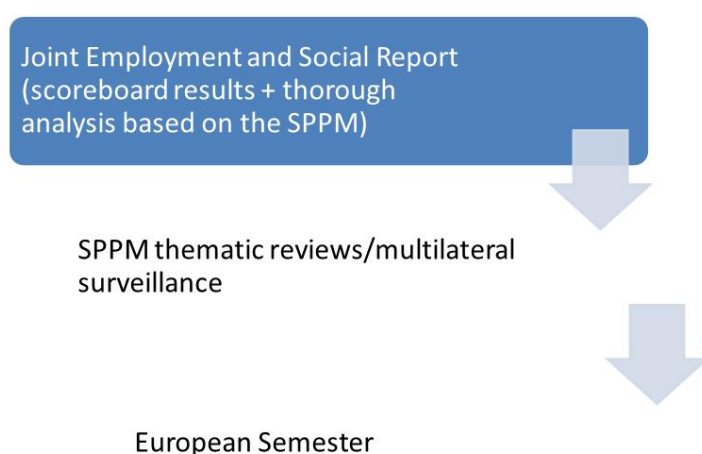 Joint Employment and Social Report
(scoreboard results + thorough
analysis based on the SPPM)
SPPM thematic reviews/multilateral
surveillance
European Semester